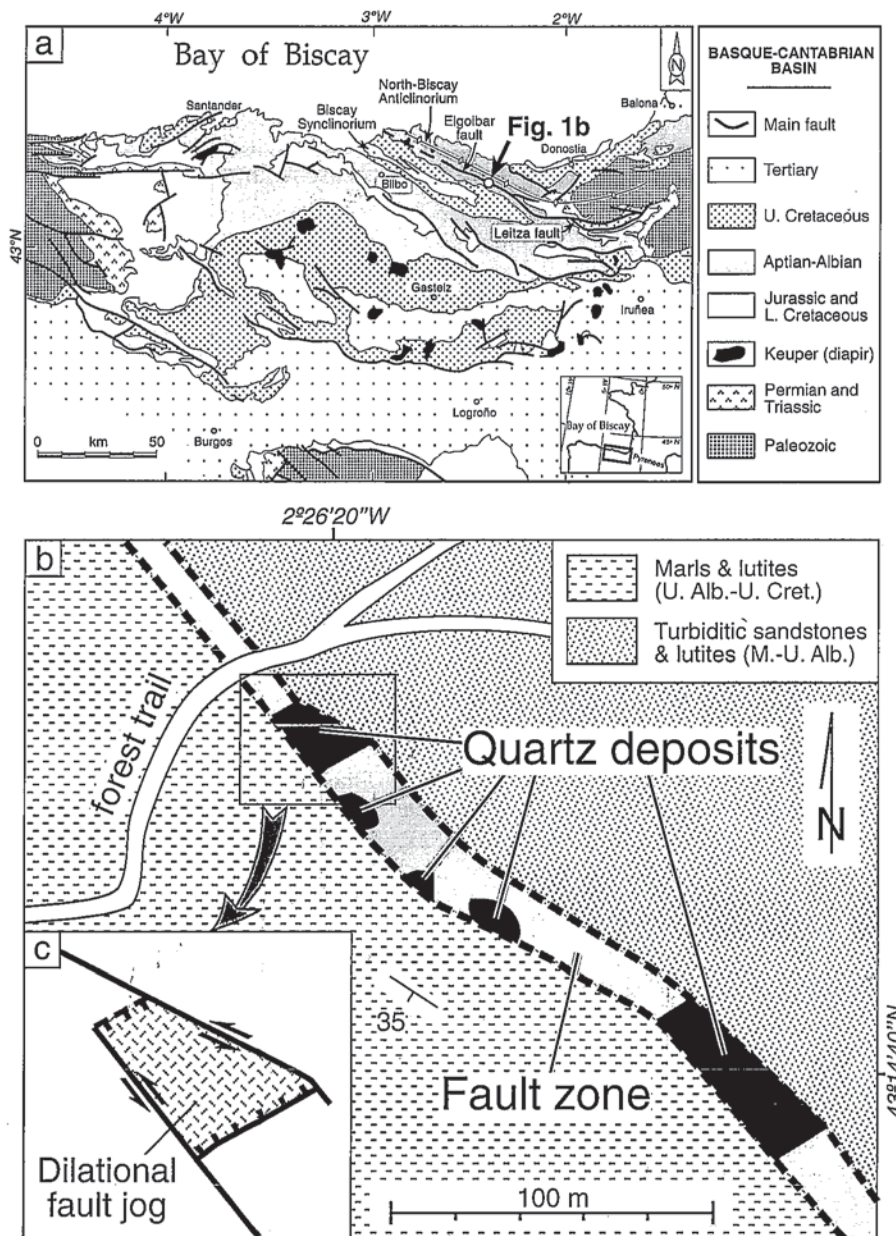 a
4°W
3°W
2°W
Bay of Biscay
N
Santander
Biscay
Synclinorium
North-Biscay
Anticlinorium
Elgoibar
fault
Fig. 1b
Baiona
Donostia
Bilbo
Leitza fault
43°N
Gasteiz
Iruñea
Logroño
Burgos
0 km 50
Bay of Biscay
Pyrenees
BASQUE-CANTABRIAN
BASIN
Main fault
Tertiary
U. Cretaceous
Aptian-Albian
Jurassic and
L. Cretaceous
Keuper (diapir)
Permian and
Triassic
Paleozoic
2º26'20"W
b
Marls & lutites
(U. Alb.-U. Cret.)
Turbiditic sandstones
& lutites (M.-U. Alb.)
forest trail
Quartz deposits
N
c
35
43º14'40"N
Fault zone
Dilational
fault jog
100 m